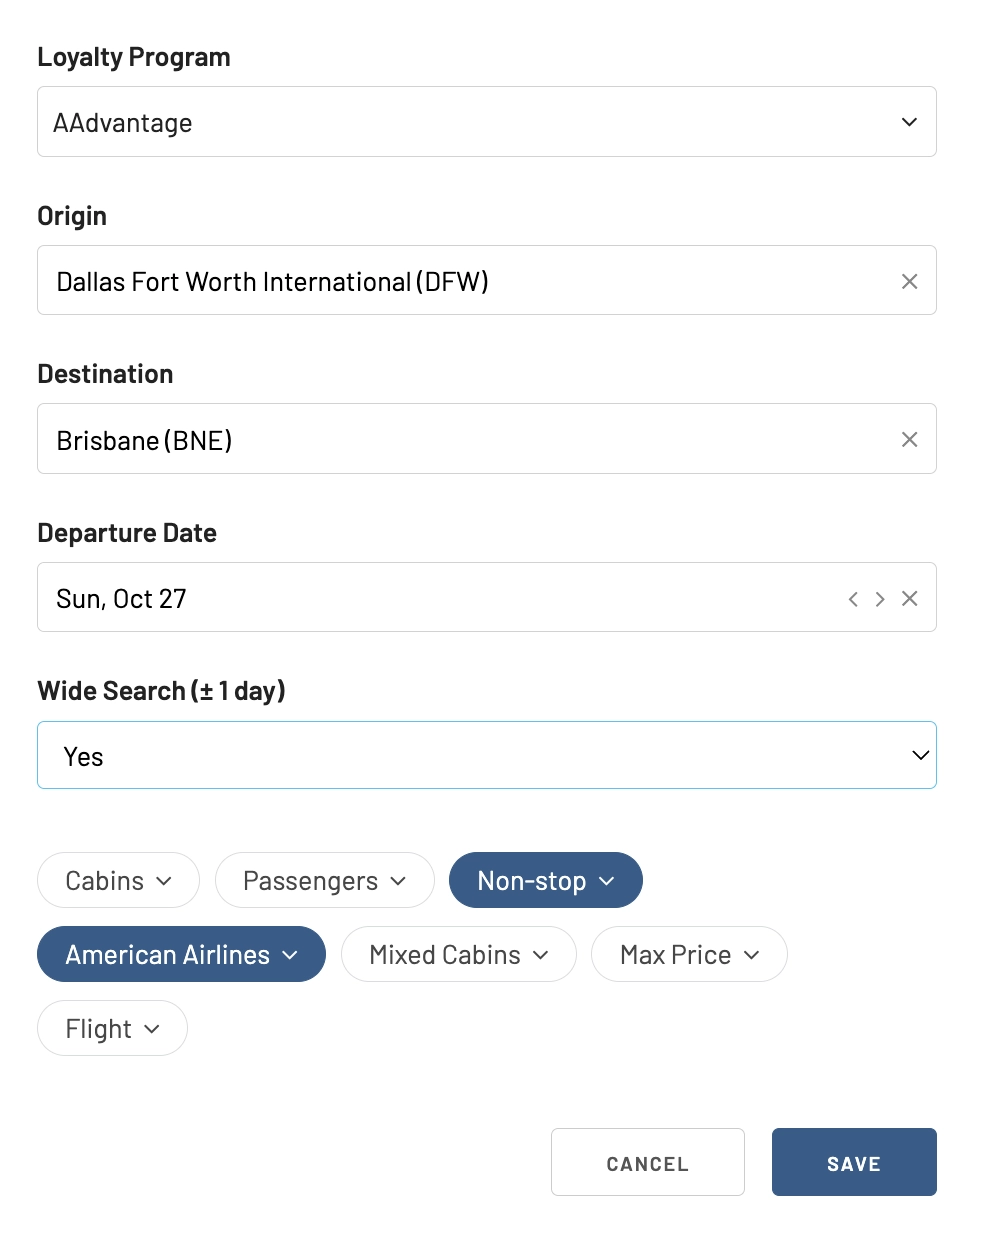 Loyalty Program
AAdvantage
Origin
Dallas Fort Worth International (DFW)
Destination
Brisbane (BNE)
Departure Date
Sun, Oct 27
Wide Search (± 1 day)
Yes
Cabins Passengers Non-stop
American Airlines Mixed Cabins Max Price
Flight
CANCEL SAVE